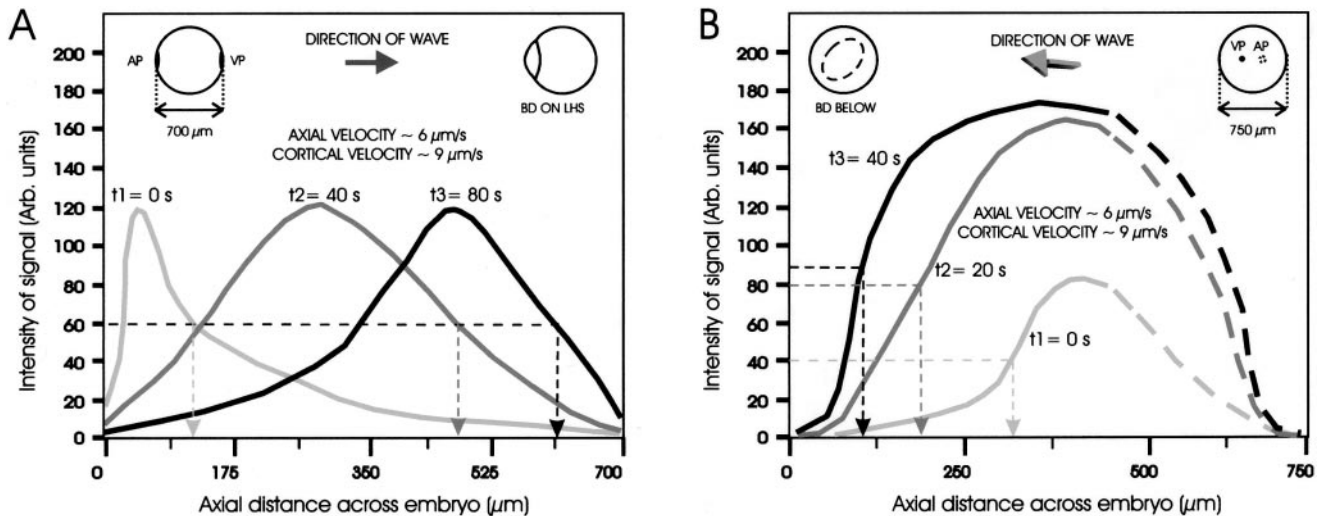 A
200
180
160
140
120
100
80
60
40
20
0
Intensity of signal (Arb. units)
AP
VP
700 µm
DIRECTION OF WAVE
BD ON LHS
AXIAL VELOCITY ~ 6 µm/s
CORTICAL VELOCITY ~ 9 µm/s
t1= 0 s
t2= 40 s
t3= 80 s
0
175
350
525
700
Axial distance across embryo (µm)
B
200
180
160
140
120
100
80
60
40
20
0
Intensity of signal (Arb. units)
BD BELOW
DIRECTION OF WAVE
VP
AP
750 µm
t3= 40 s
AXIAL VELOCITY ~ 6 µm/s
CORTICAL VELOCITY ~ 9 µm/s
t2= 20 s
t1= 0 s
0
250
500
750
Axial distance across embryo (µm)